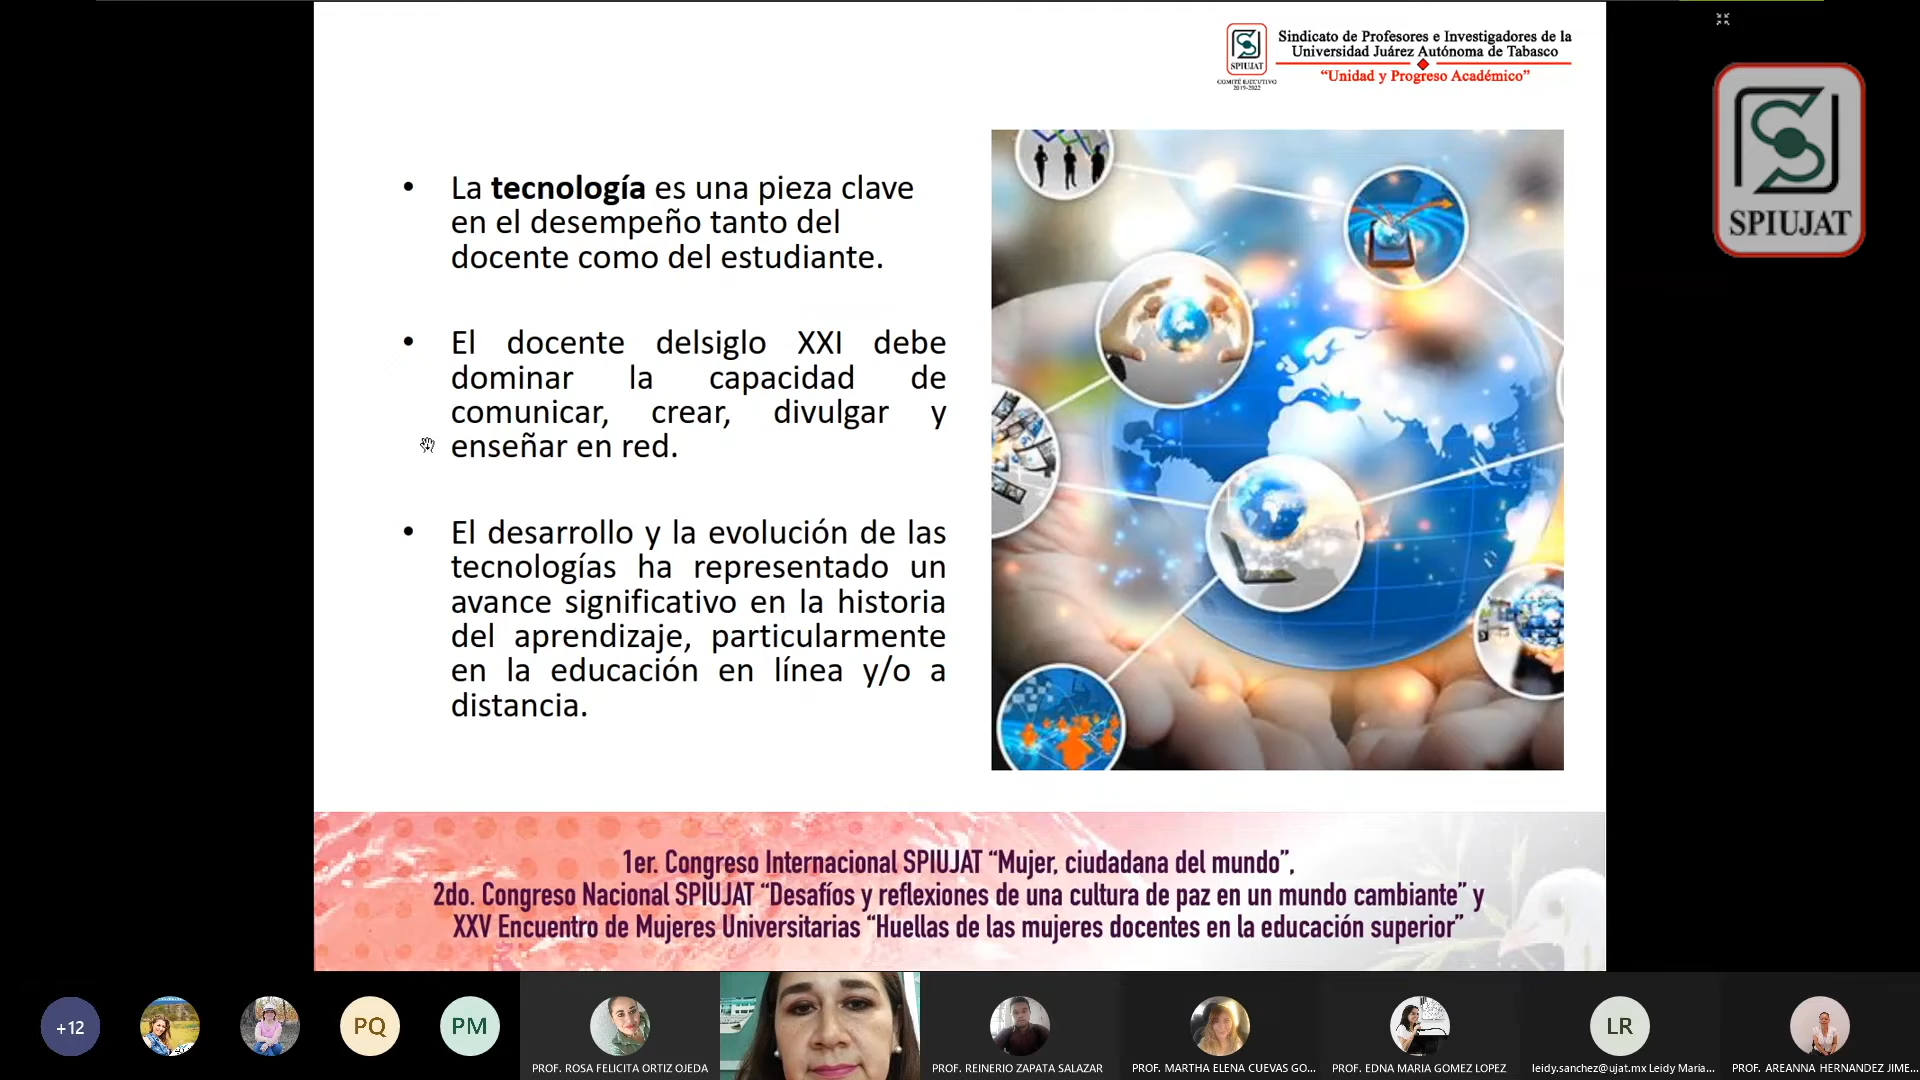 SPIUJAT
COMITÉ EJECUTIVO
2019-2022
Sindicato de Profesores e Investigadores de la
Universidad Juárez Autónoma de Tabasco
“Unidad y Progreso Académico”
SPIUJAT
• La tecnología es una pieza clave
en el desempeño tanto del
docente como del estudiante.
• El docente delsiglo XXI debe
dominar la capacidad de
comunicar, crear, divulgar y
enseñar en red.
• El desarrollo y la evolución de las
tecnologías ha representado un
avance significativo en la historia
del aprendizaje, particularmente
en la educación en línea y/o a
distancia.
1er. Congreso Internacional SPIUJAT “Mujer, ciudadana del mundo”,
2do. Congreso Nacional SPIUJAT “Desafíos y reflexiones de una cultura de paz en un mundo cambiante” y
XXV Encuentro de Mujeres Universitarias “Huellas de las mujeres docentes en la educación superior”
+12
PQ
PM
LR
PROF. ROSA FELICITA ORTIZ OJEDA
PROF. REINERIO ZAPATA SALAZAR
PROF. MARTHA ELENA CUEVAS GO...
PROF. EDNA MARIA GOMEZ LOPEZ
leidy.sanchez@ujat.mx Leidy Maria...
PROF. AREANNA HERNANDEZ JIME...